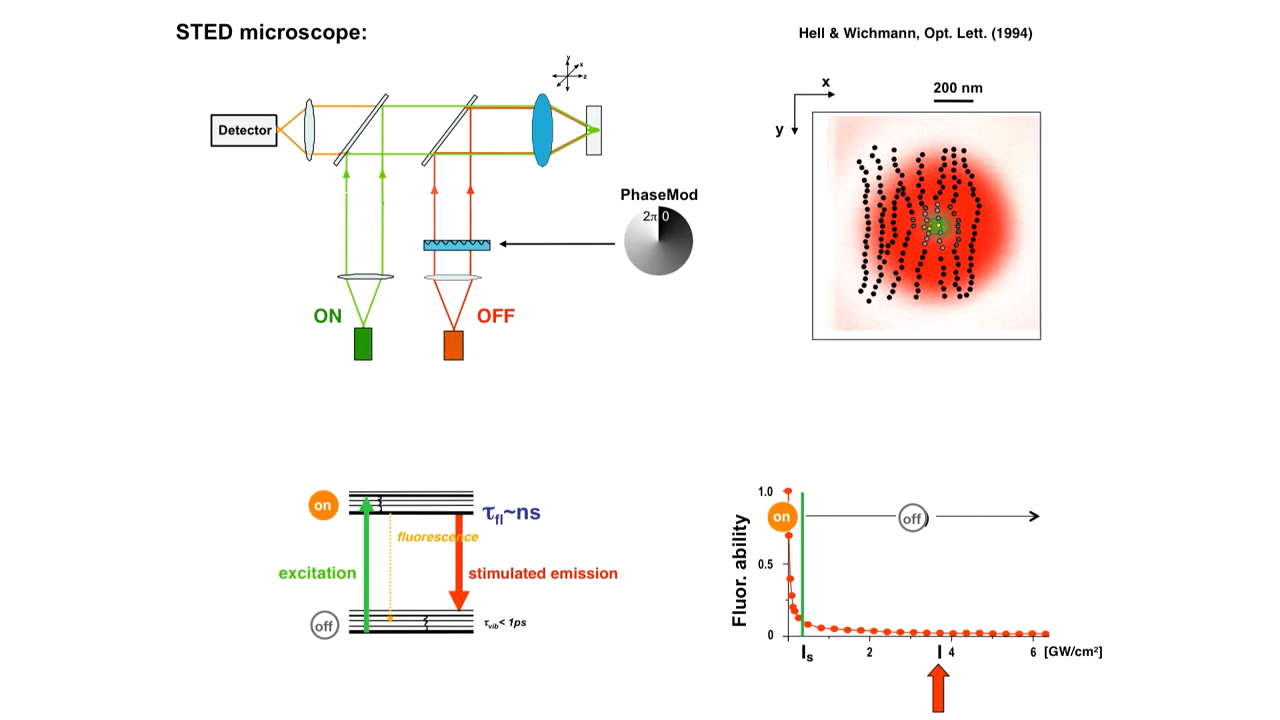 STED microscope:
Hell & Wichmann, Opt. Lett. (1994)
y
x
z
Detector
PhaseMod
2π 0
ON
OFF
x
y
200 nm
on
τfl~ns
fluorescence
excitation
stimulated emission
off
τvib< 1ps
Fluor. ability
1.0
0.5
0
on
off
Is
2
I
4
6
[GW/cm²]